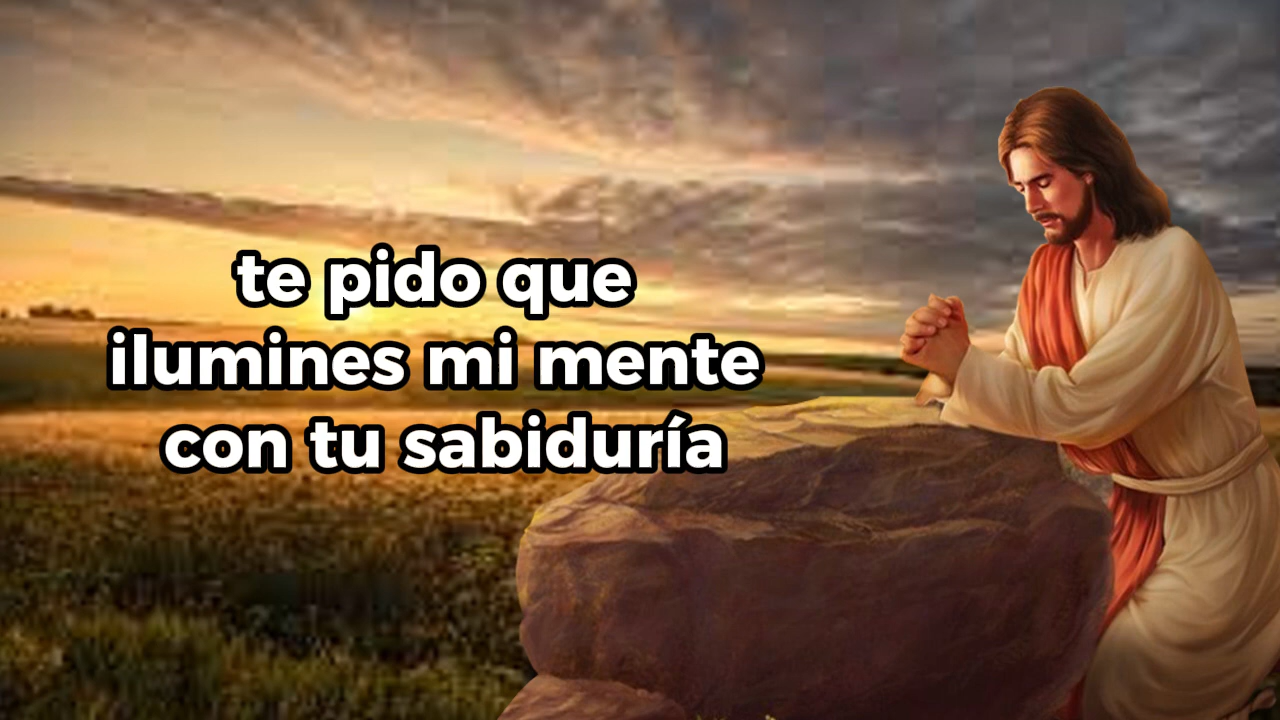 te pido que
ilumines mi mente
con tu sabiduría